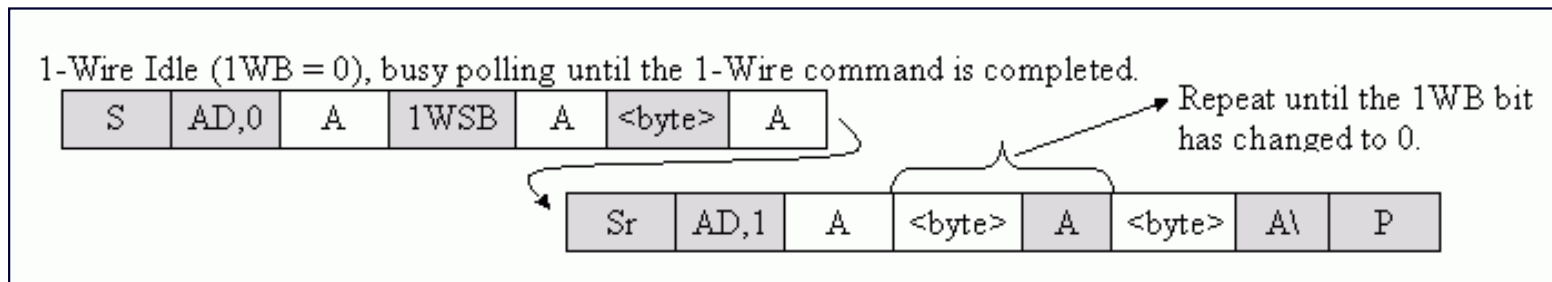 1-Wire Idle (1WB = 0), busy polling until the 1-Wire command is completed.
S AD,0 A 1WSB A <byte> A
Repeat until the 1WB bit
has changed to 0.
Sr AD,1 A <byte> A <byte> A\ P